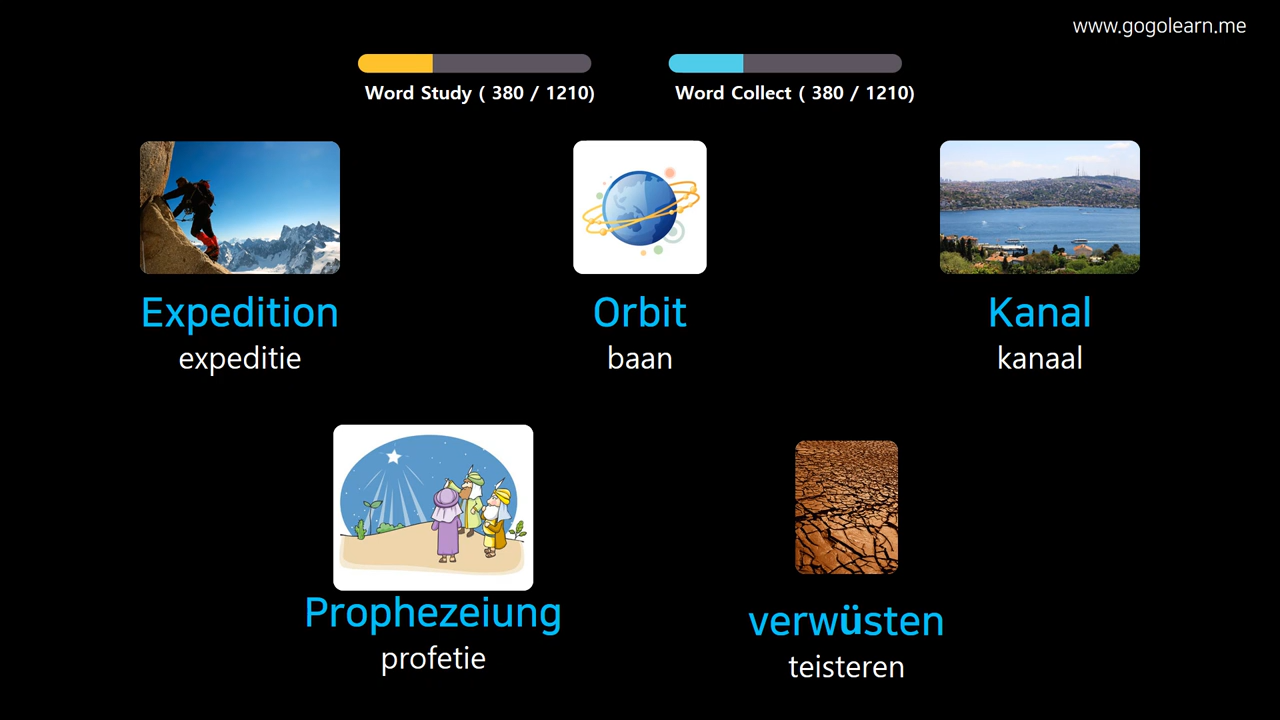 www.gogolearn.me
Word Study ( 380 / 1210)
Word Collect ( 380 / 1210)
Expedition
expeditie
Orbit
baan
Kanal
kanaal
Prophezeiung
profetie
verwüsten
teisteren